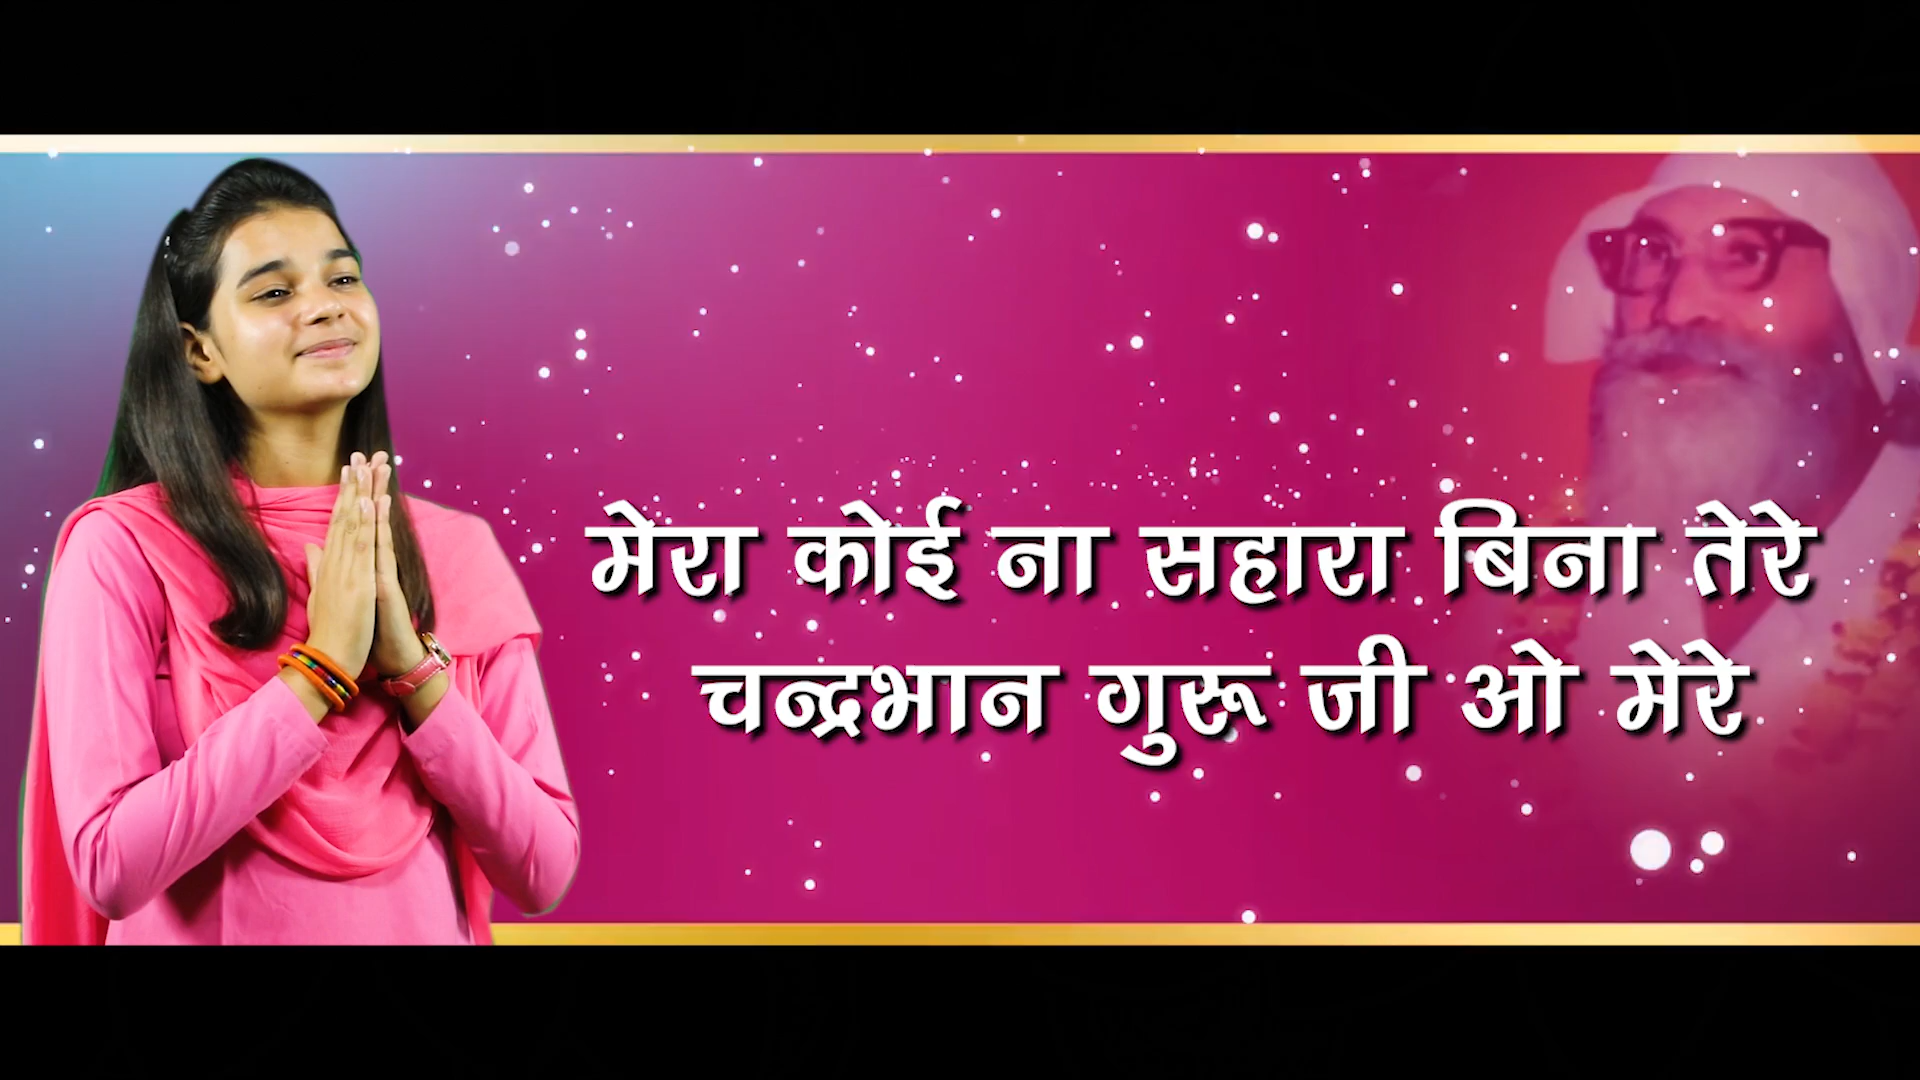 मेरा कोई ना सहारा बिना तेरे
चन्द्रभान गुरू जी ओ मेरे